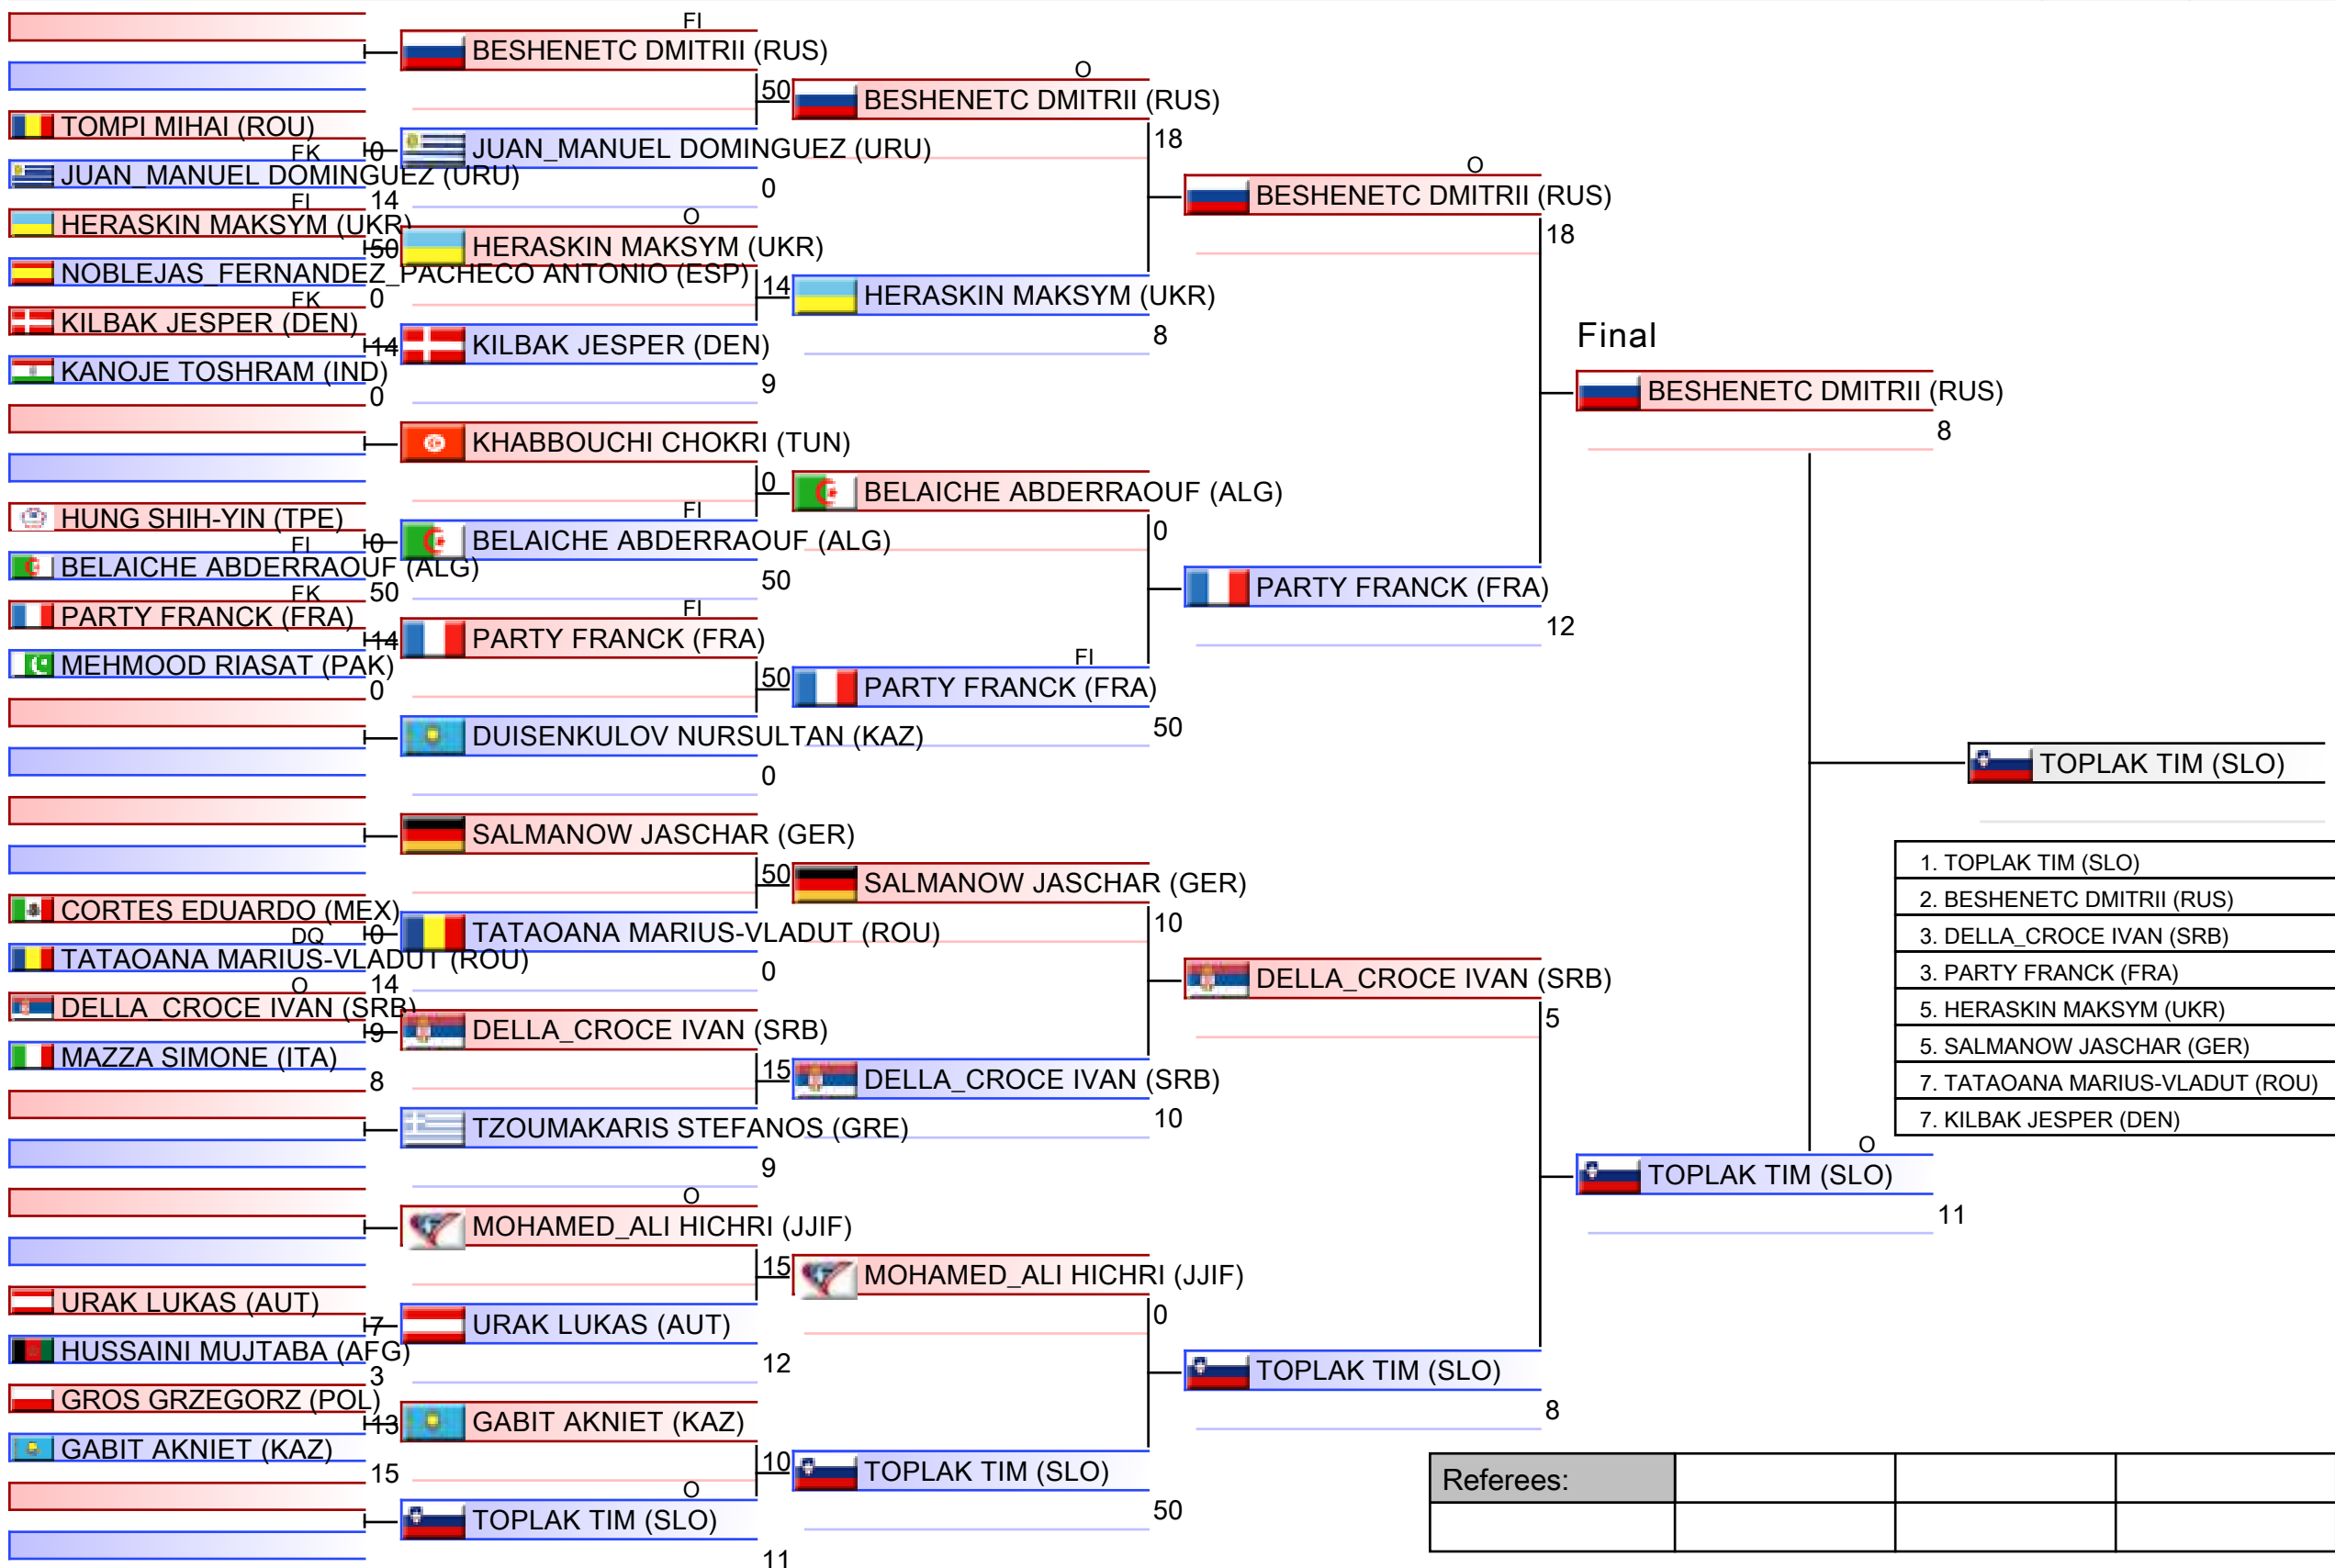 FI
BESHENETC DMITRII (RUS)
50
TOMPI MIHAI (ROU)
0
FK
JUAN_MANUEL DOMINGUEZ (URU)
14
JUAN_MANUEL DOMINGUEZ (URU)
0
FI
HERASKIN MAKSYM (UKR)
50
NOBLEJAS_FERNANDEZ_PACHECO ANTONIO (ESP)
0
O
HERASKIN MAKSYM (UKR)
14
FK
KILBAK JESPER (DEN)
14
KANOJE TOSHRAM (IND)
0
KILBAK JESPER (DEN)
9
KHABBOUCHI CHOKRI (TUN)
0
HUNG SHIH-YIN (TPE)
0
FI
BELAICHE ABDERRAOUF (ALG)
50
FI
BELAICHE ABDERRAOUF (ALG)
50
FK
PARTY FRANCK (FRA)
14
MEHMOOD RIASAT (PAK)
0
FI
PARTY FRANCK (FRA)
50
DUISENKULOV NURSULTAN (KAZ)
0
SALMANOW JASCHAR (GER)
50
CORTES EDUARDO (MEX)
0
DQ
TATAOANA MARIUS-VLADUT (ROU)
14
TATAOANA MARIUS-VLADUT (ROU)
0
O
DELLA_CROCE IVAN (SRB)
9
MAZZA SIMONE (ITA)
8
DELLA_CROCE IVAN (SRB)
15
TZOUMAKARIS STEFANOS (GRE)
9
O
MOHAMED_ALI HICHRI (JJIF)
15
URAK LUKAS (AUT)
7
HUSSAINI MUJTABA (AFG)
3
URAK LUKAS (AUT)
12
GROS GRZEGORZ (POL)
13
GABIT AKNIET (KAZ)
15
GABIT AKNIET (KAZ)
10
O
TOPLAK TIM (SLO)
11
O
BESHENETC DMITRII (RUS)
18
HERASKIN MAKSYM (UKR)
8
BELAICHE ABDERRAOUF (ALG)
0
FI
PARTY FRANCK (FRA)
50
SALMANOW JASCHAR (GER)
10
DELLA_CROCE IVAN (SRB)
10
MOHAMED_ALI HICHRI (JJIF)
0
TOPLAK TIM (SLO)
50
O
BESHENETC DMITRII (RUS)
18
PARTY FRANCK (FRA)
12
DELLA_CROCE IVAN (SRB)
5
TOPLAK TIM (SLO)
8
Final
BESHENETC DMITRII (RUS)
8
O
TOPLAK TIM (SLO)
11
TOPLAK TIM (SLO)
1. TOPLAK TIM (SLO)
2. BESHENETC DMITRII (RUS)
3. DELLA_CROCE IVAN (SRB)
3. PARTY FRANCK (FRA)
5. HERASKIN MAKSYM (UKR)
5. SALMANOW JASCHAR (GER)
7. TATAOANA MARIUS-VLADUT (ROU)
7. KILBAK JESPER (DEN)
Referees: